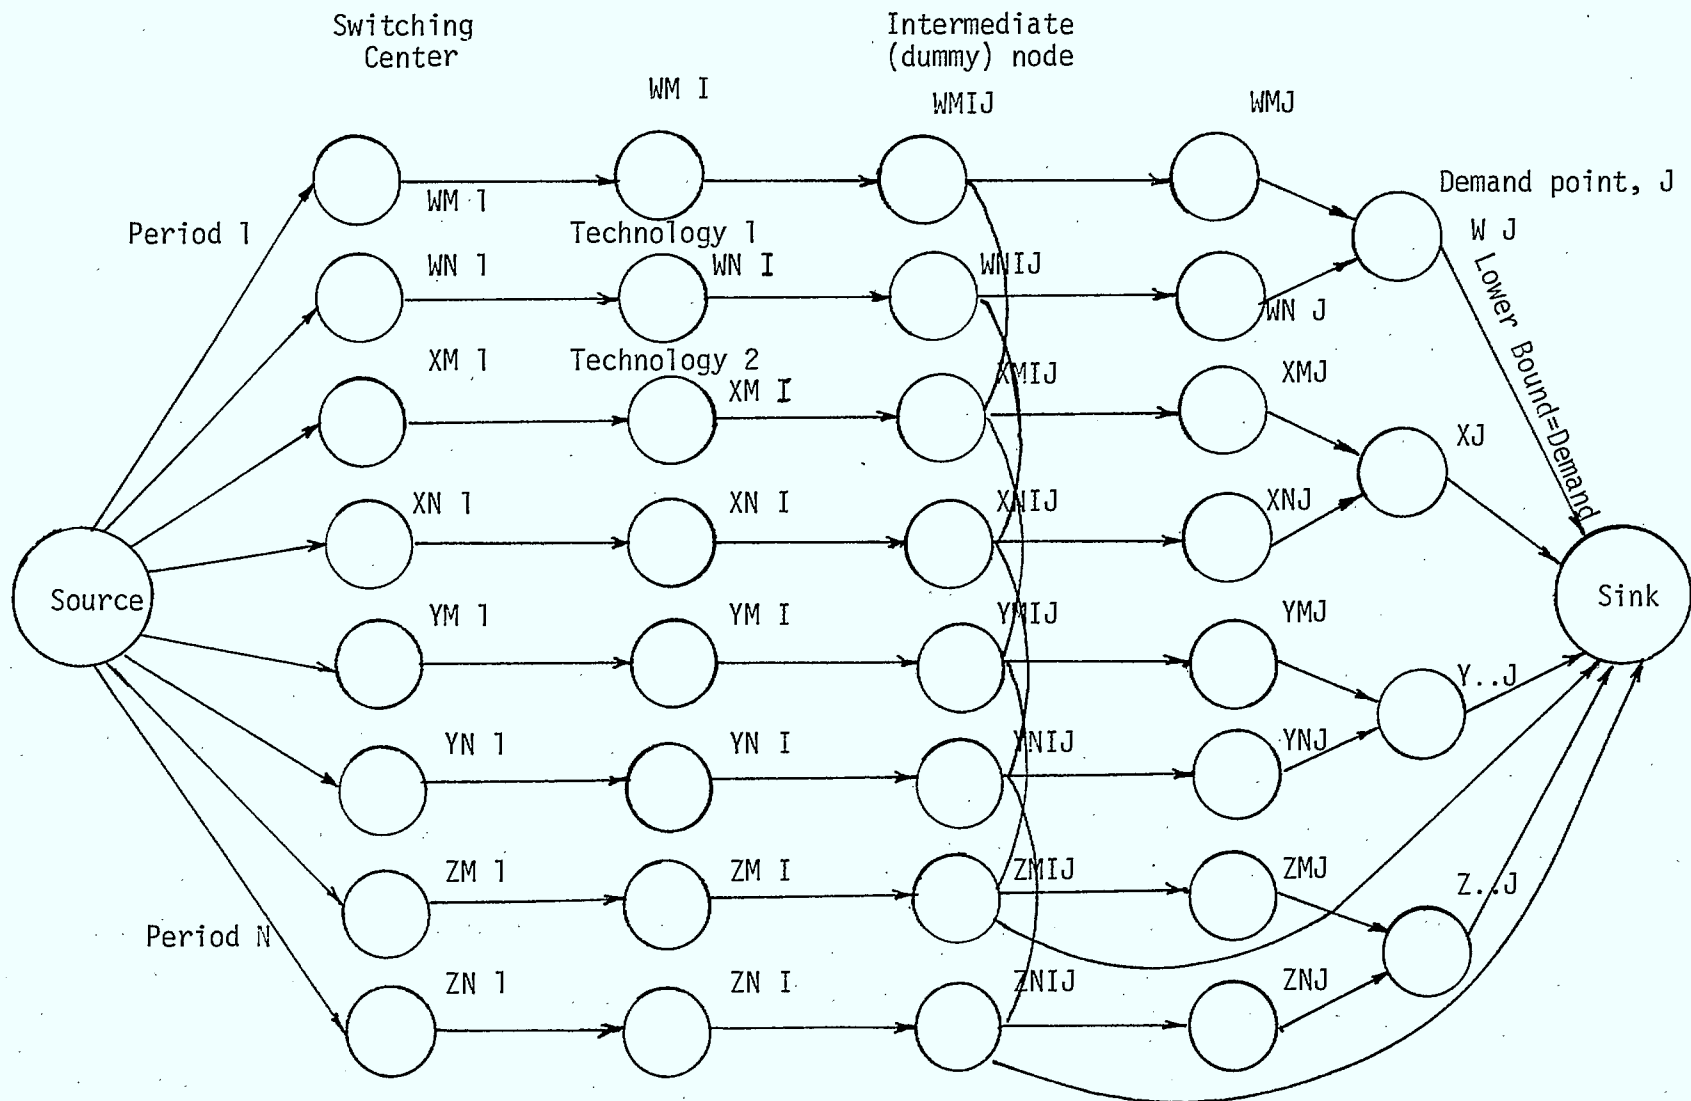 Switching
Center
Intermediate
(dummy) node
WM I
WMIJ
WMJ
Demand point, J
WM 1
Period 1
Technology 1
W J
WN 1
WN I
WNIJ
WN J
Lower Bound=Demand
XM 1
Technology 2
XM I
XMIJ
XMJ
XJ
XN 1
XN I
XNIJ
XNJ
Source
Sink
YM 1
YM I
YMIJ
YMJ
Y..J
YN 1
YN I
YNIJ
YNJ
ZM 1
ZM I
ZMIJ
ZMJ
Z..J
Period N
ZN 1
ZN I
ZNIJ
ZNJ